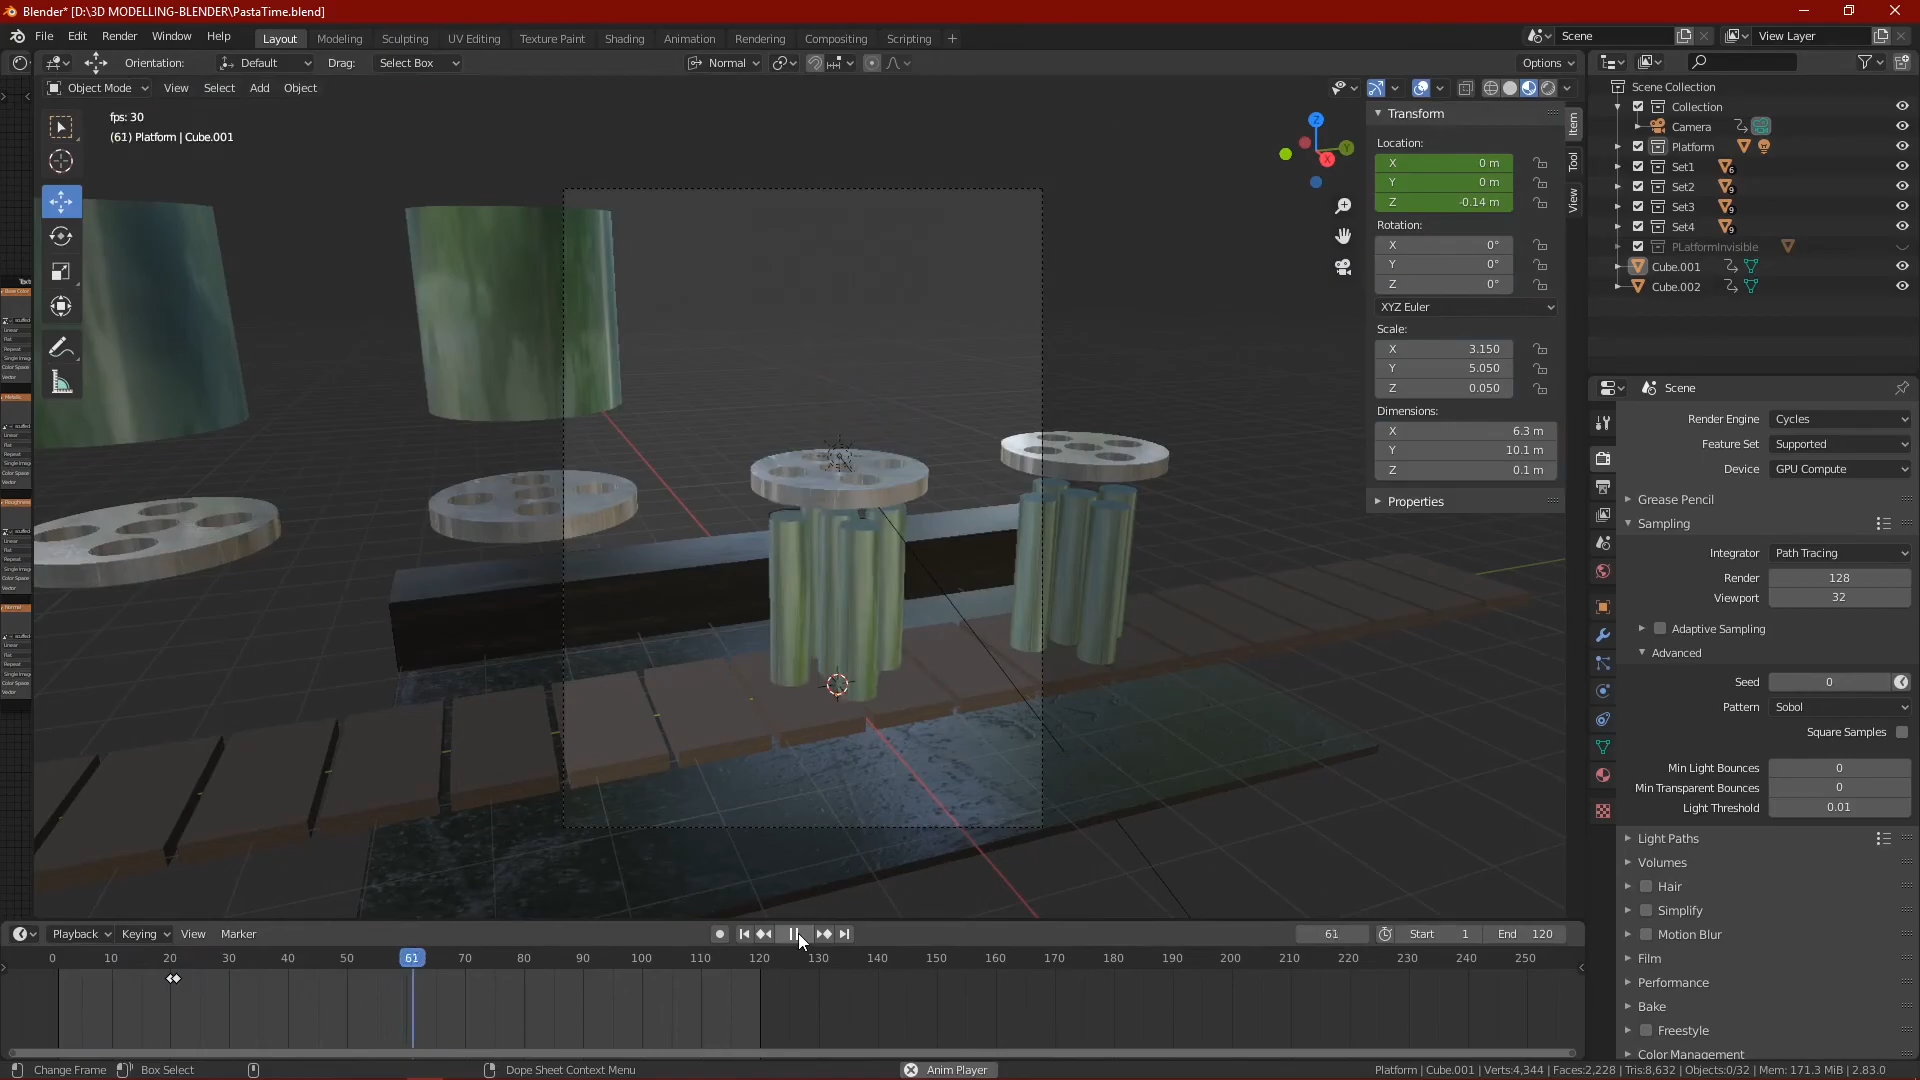 Blender* [D:\3D MODELLING-BLENDER\PastaTime.blend]
File Edit Render Window Help
Layout Modeling Sculpting UV Editing Texture Paint Shading Animation Rendering Compositing Scripting +
Scene
View Layer
Orientation: Default Drag: Select Box
Normal
Options
Object Mode View Select Add Object
fps: 30
(61) Platform | Cube.001
Z
Y
X
Transform
Location:
X 0 m
Y 0 m
Z -0.14 m
Rotation:
X 0°
Y 0°
Z 0°
XYZ Euler
Scale:
X 3.150
Y 5.050
Z 0.050
Dimensions:
X 6.3 m
Y 10.1 m
Z 0.1 m
Properties
Item
Tool
View
Scene Collection
Collection
Camera
Platform
Set1 6
Set2 9
Set3 9
Set4 9
PLatformInvisible
Cube.001
Cube.002
Scene
Render Engine Cycles
Feature Set Supported
Device GPU Compute
Grease Pencil
Sampling
Integrator Path Tracing
Render 128
Viewport 32
Adaptive Sampling
Advanced
Seed 0
Pattern Sobol
Square Samples
Min Light Bounces 0
Min Transparent Bounces 0
Light Threshold 0.01
Light Paths
Volumes
Hair
Simplify
Motion Blur
Film
Performance
Bake
Freestyle
Color Management
Playback Keying View Marker
61 Start 1 End 120
0 10 20 30 40 50 61 70 80 90 100 110 120 130 140 150 160 170 180 190 200 210 220 230 240 250
Change Frame Box Select Dope Sheet Context Menu Anim Player
Platform | Cube.001 | Verts:4,344 | Faces:2,228 | Tris:8,632 | Objects:0/32 | Mem: 171.3 MiB | 2.83.0